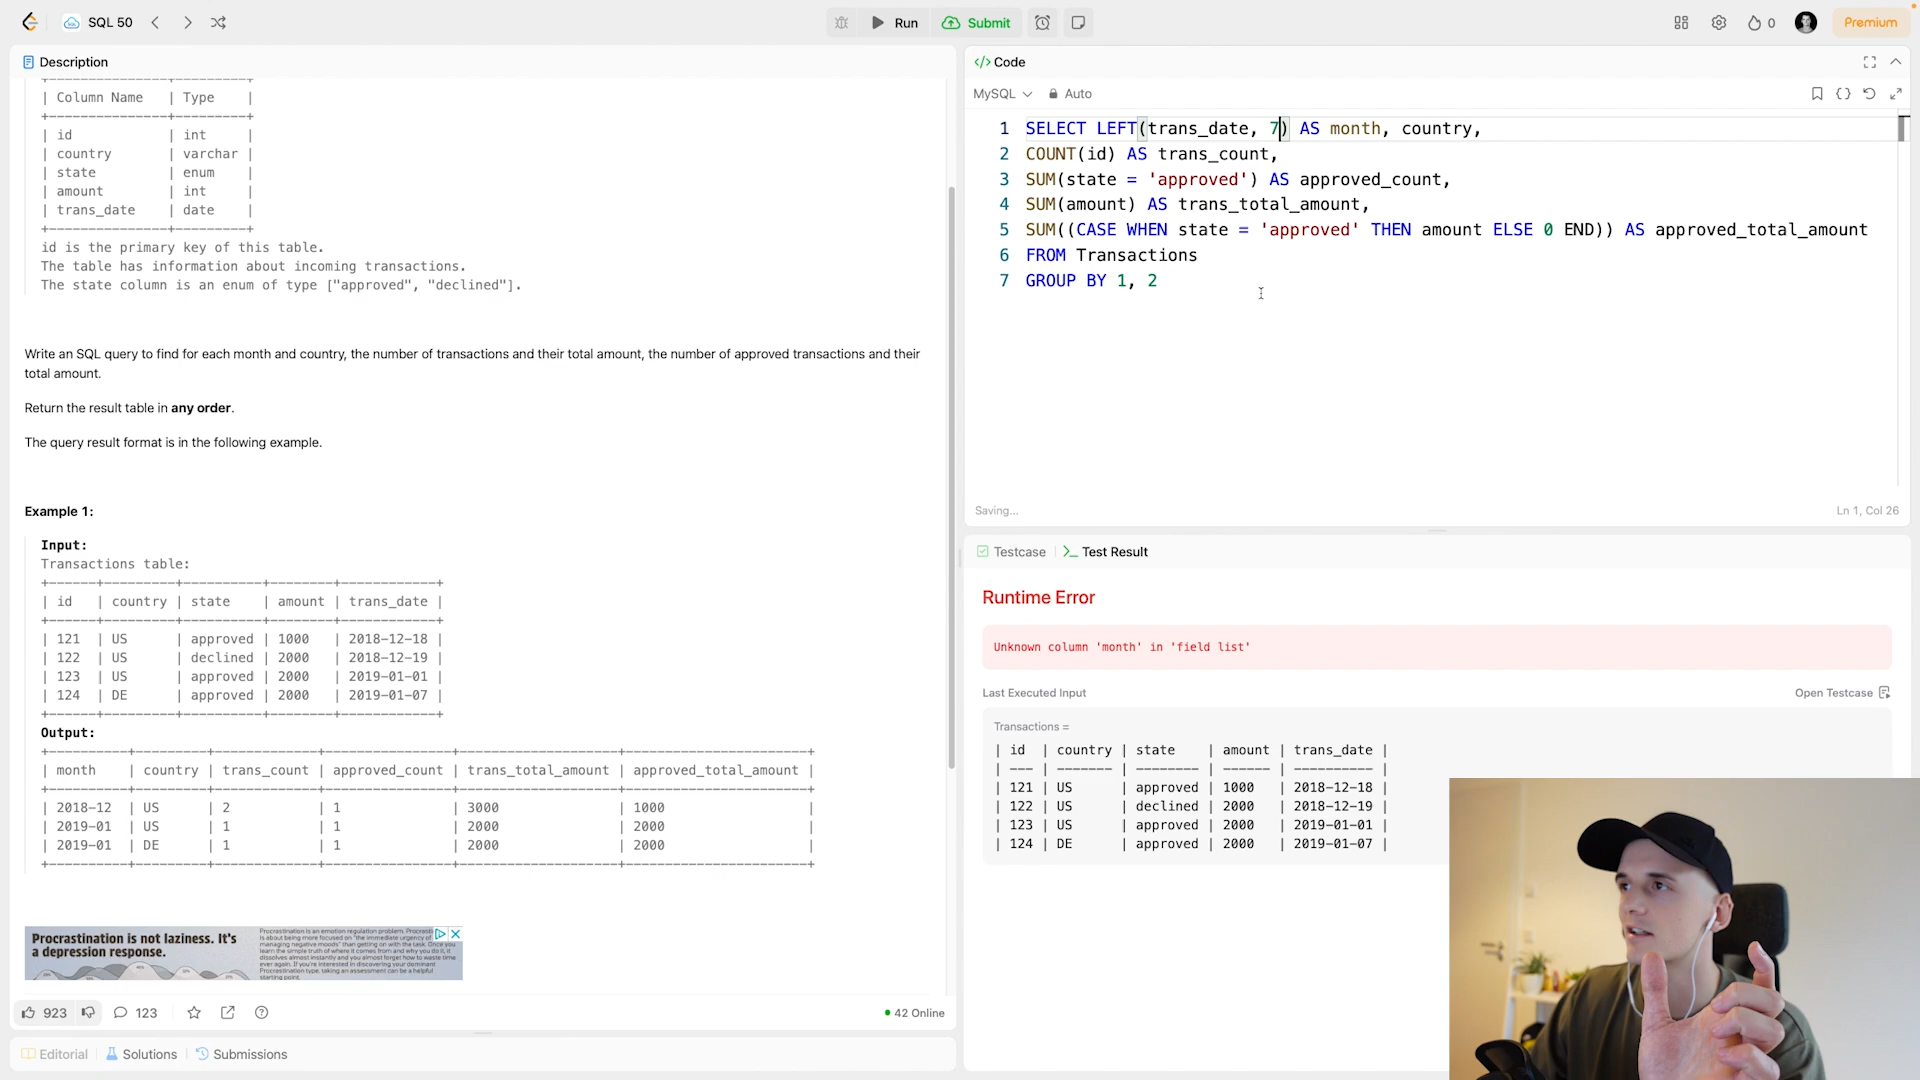 SQL 50
Run
Submit
0
Premium
Description
| Column Name | Type |
| id | int |
| country | varchar |
| state | enum |
| amount | int |
| trans_date | date |
id is the primary key of this table.
The table has information about incoming transactions.
The state column is an enum of type ["approved", "declined"].
Write an SQL query to find for each month and country, the number of transactions and their total amount, the number of approved transactions and their
total amount.
Return the result table in any order.
The query result format is in the following example.
Example 1:
Input:
Transactions table:
| id | country | state | amount | trans_date |
| 121 | US | approved | 1000 | 2018-12-18 |
| 122 | US | declined | 2000 | 2018-12-19 |
| 123 | US | approved | 2000 | 2019-01-01 |
| 124 | DE | approved | 2000 | 2019-01-07 |
Output:
| month | country | trans_count | approved_count | trans_total_amount | approved_total_amount |
| 2018-12 | US | 2 | 1 | 3000 | 1000 |
| 2019-01 | US | 1 | 1 | 2000 | 2000 |
| 2019-01 | DE | 1 | 1 | 2000 | 2000 |
Procrastination is not laziness. It's
a depression response.
923
123
42 Online
Editorial
Solutions
Submissions
</> Code
MySQL
Auto
1 SELECT LEFT(trans_date, 7) AS month, country,
2 COUNT(id) AS trans_count,
3 SUM(state = 'approved') AS approved_count,
4 SUM(amount) AS trans_total_amount,
5 SUM((CASE WHEN state = 'approved' THEN amount ELSE 0 END)) AS approved_total_amount
6 FROM Transactions
7 GROUP BY 1, 2
Saving...
Ln 1, Col 26
Testcase
Test Result
Runtime Error
Unknown column 'month' in 'field list'
Last Executed Input
Open Testcase
Transactions =
| id | country | state | amount | trans_date |
| --- | ------- | -------- | ------ | ---------- |
| 121 | US | approved | 1000 | 2018-12-18 |
| 122 | US | declined | 2000 | 2018-12-19 |
| 123 | US | approved | 2000 | 2019-01-01 |
| 124 | DE | approved | 2000 | 2019-01-07 |